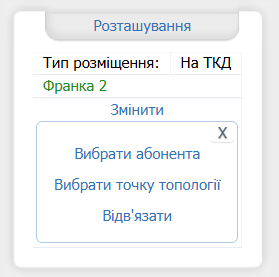 Розташування
Тип розміщення: На ТКД
Франка 2
Змінити
X
Вибрати абонента
Вибрати точку топології
Відв'язати